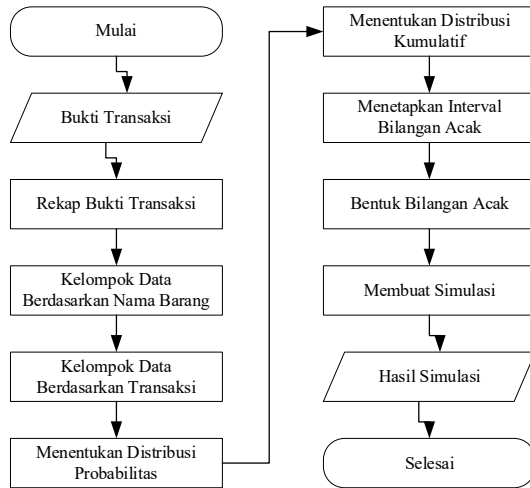 Mulai
Bukti Transaksi
Rekap Bukti Transaksi
Kelompok Data
Berdasarkan Nama Barang
Kelompok Data
Berdasarkan Transaksi
Menentukan Distribusi
Probabilitas
Menentukan Distribusi
Kumulatif
Menetapkan Interval
Bilangan Acak
Bentuk Bilangan Acak
Membuat Simulasi
Hasil Simulasi
Selesai